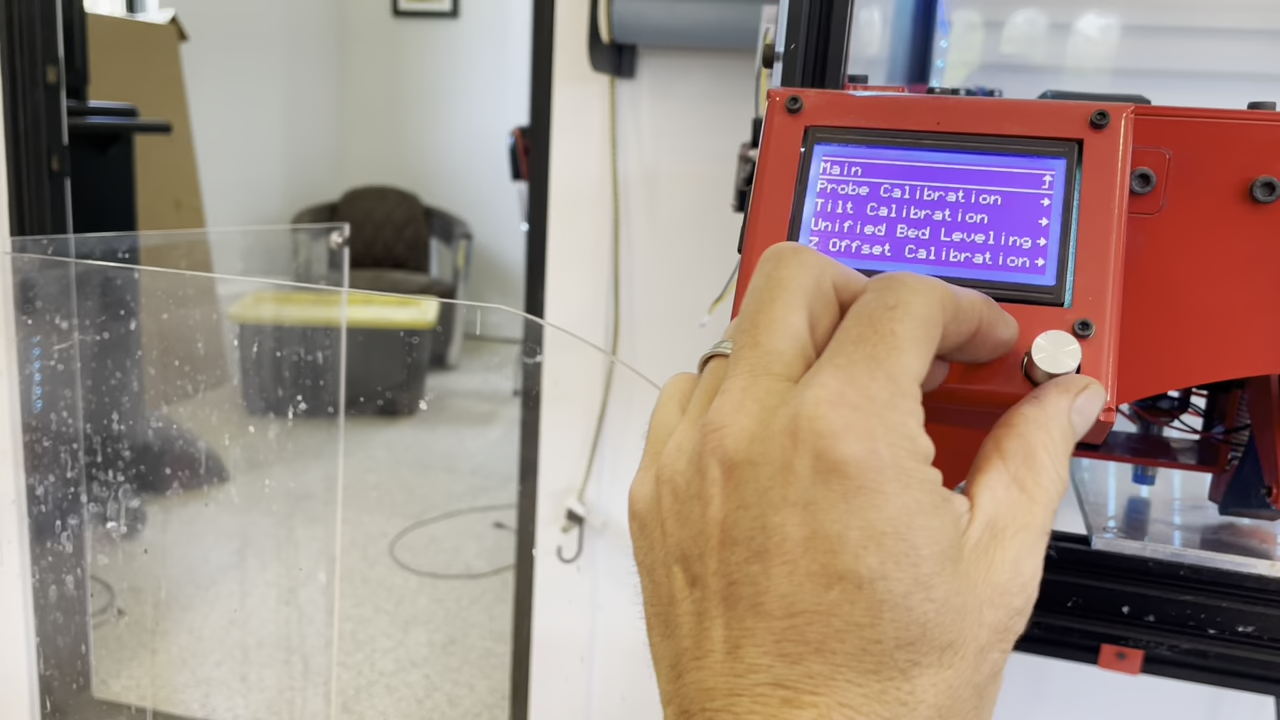 Main
Probe Calibration
Tilt Calibration
Unified Bed Leveling
Z Offset Calibration